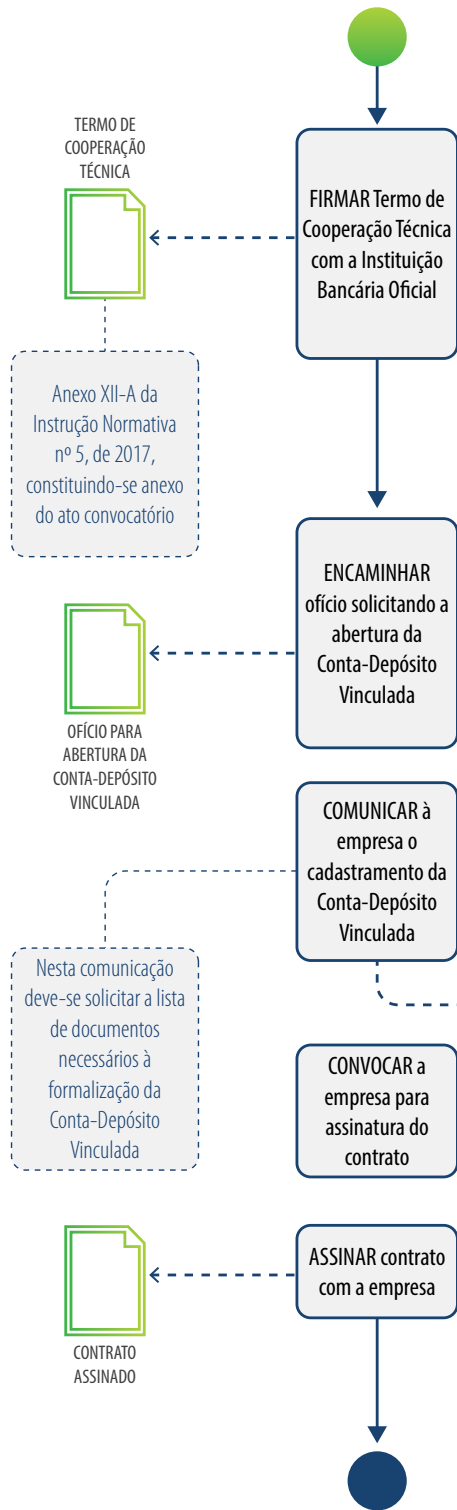 TERMO DE
COOPERAÇÃO
TÉCNICA
FIRMAR Termo de
Cooperação Técnica
com a Instituição
Bancária Oficial
Anexo XII-A da
Instrução Normativa
nº 5, de 2017,
constituindo-se anexo
do ato convocatório
ENCAMINHAR
ofício solicitando a
abertura da
Conta-Depósito
Vinculada
OFÍCIO PARA
ABERTURA DA
CONTA-DEPÓSITO
VINCULADA
COMUNICAR à
empresa o
cadastramento da
Conta-Depósito
Vinculada
Nesta comunicação
deve-se solicitar a lista
de documentos
necessários à
formalização da
Conta-Depósito
Vinculada
CONVOCAR a
empresa para
assinatura do
contrato
ASSINAR contrato
com a empresa
CONTRATO
ASSINADO